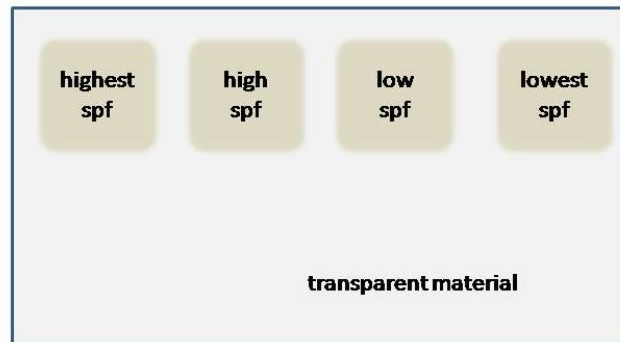 highest high low lowest
spf spf spf spf
transparent material